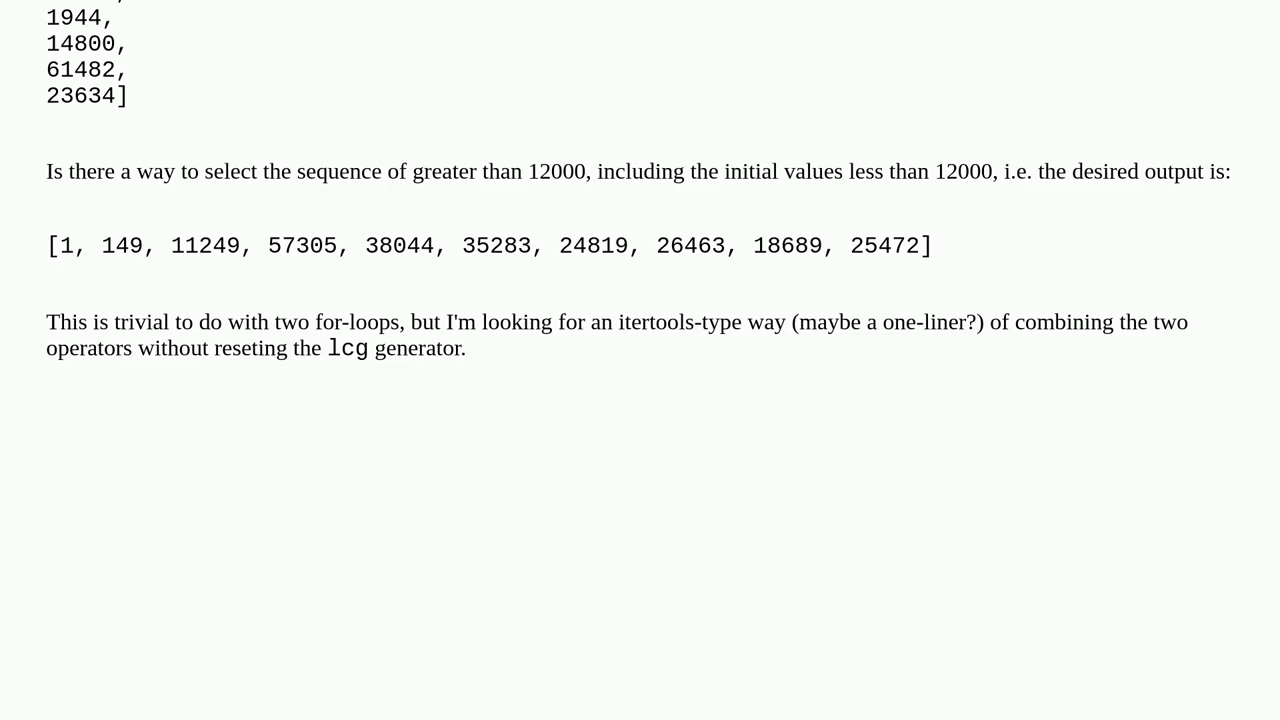 1944,
14800,
61482,
23634]
Is there a way to select the sequence of greater than 12000, including the initial values less than 12000, i.e. the desired output is:
[1, 149, 11249, 57305, 38044, 35283, 24819, 26463, 18689, 25472]
This is trivial to do with two for-loops, but I'm looking for an itertools-type way (maybe a one-liner?) of combining the two
operators without reseting the lcg generator.